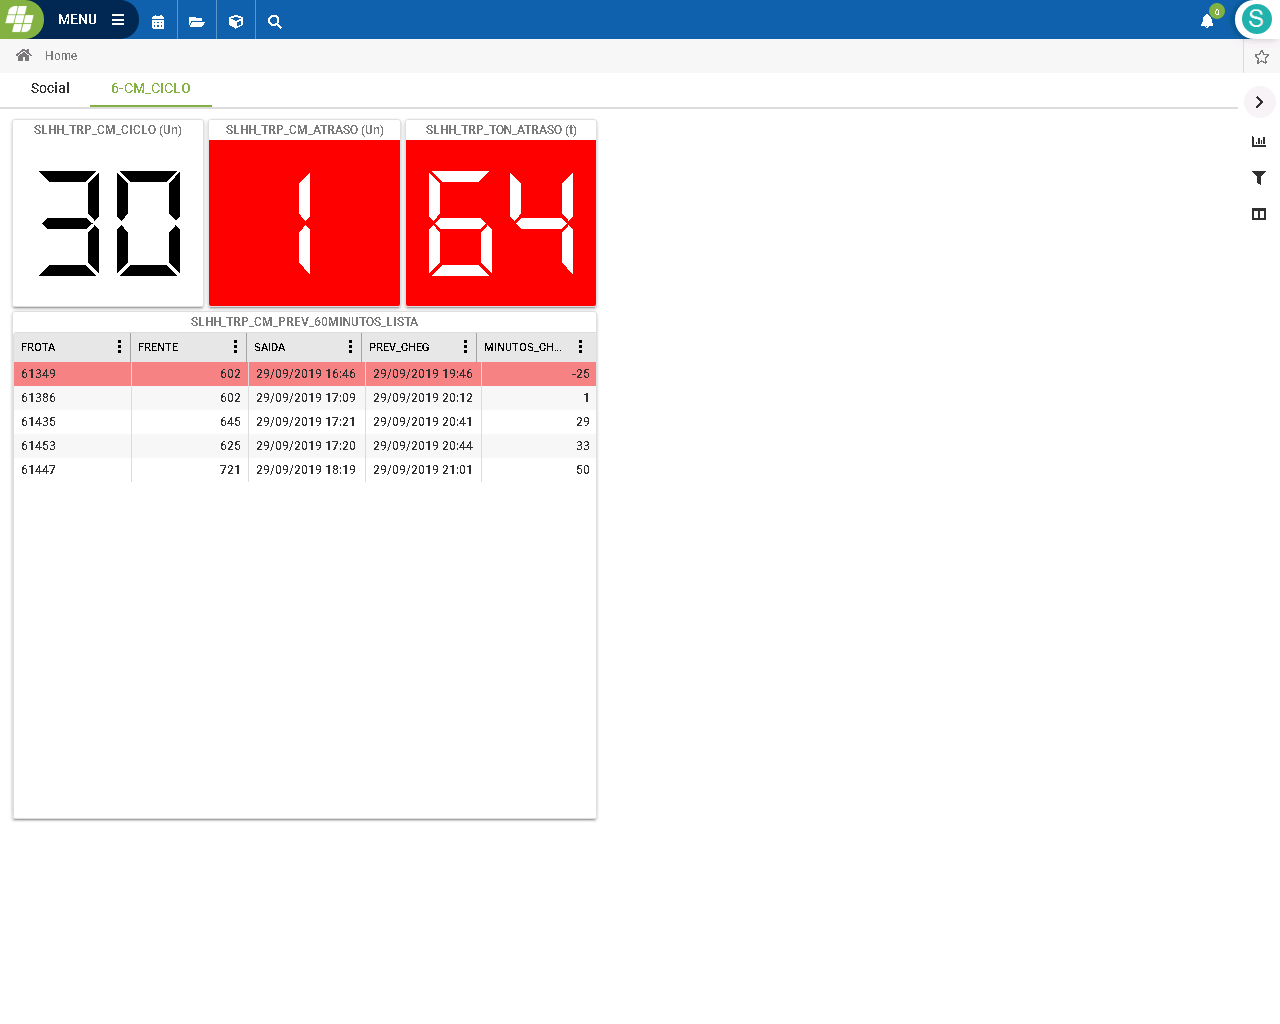 MENU
0
S
Home
Social 6-CM_CICLO
SLHH_TRP_CM_CICLO (Un) SLHH_TRP_CM_ATRASO (Un) SLHH_TRP_TON_ATRASO (t)
30 1 64
SLHH_TRP_CM_PREV_60MINUTOS_LISTA
FROTA FRENTE SAIDA PREV_CHEG MINUTOS_CH...
61349 602 29/09/2019 16:46 29/09/2019 19:46 -25
61386 602 29/09/2019 17:09 29/09/2019 20:12 1
61435 645 29/09/2019 17:21 29/09/2019 20:41 29
61453 625 29/09/2019 17:20 29/09/2019 20:44 33
61447 721 29/09/2019 18:19 29/09/2019 21:01 50